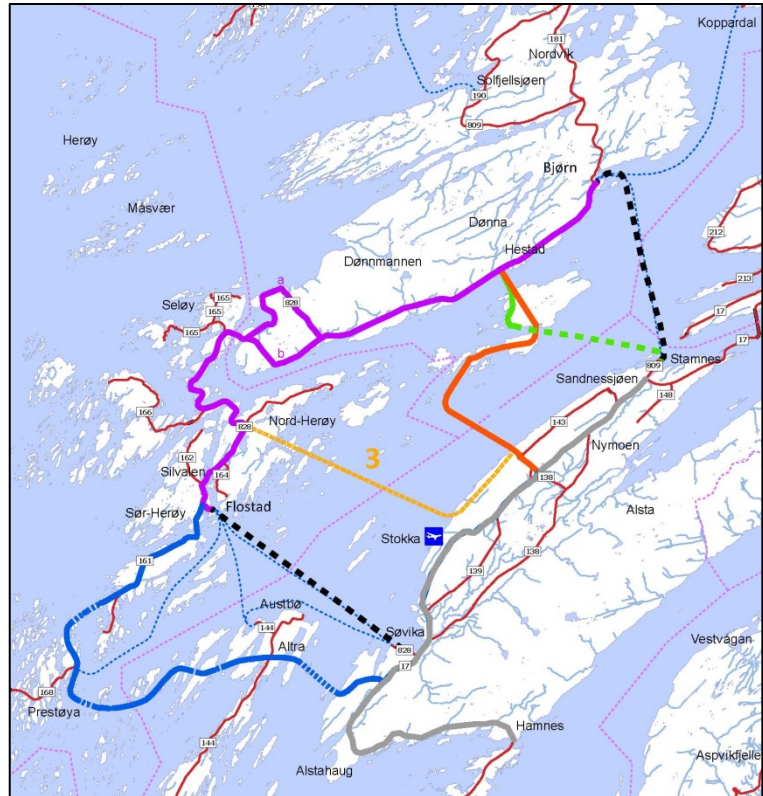 Koppardal
181
Nordvik
Solfjellsjøen
190
809
Herøy
Bjørn
Måsvær
212
Dønna
Hestad
Dønnmannen
a
828
165
Seløy
165
165
213
17
b
17
Stamnes
809
Sandnessjøen
148
166
Nord-Herøy
828
143
3
Nymoen
162
Silvalen
164
138
Flostad
Sør-Herøy
Alsta
Stokka
138
161
139
Austbø
144
Søvika
828
Altra
17
Vestvågan
168
Prestøya
Hamnes
144
Alstahaug
Aspvikfjelle